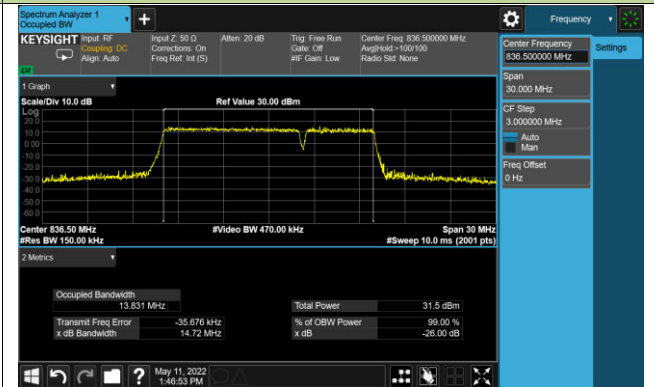 Spectrum Analyzer 1
Occupied BW
Frequency
KEYSIGHT
Input: RF
Coupling: DC
Align: Auto
Input Z: 50 Ω
Corrections: On
Freq Ref: Int (S)
Atten: 20 dB
Trig: Free Run
Gate: Off
#IF Gain: Low
Center Freq: 836.500000 MHz
Avg|Hold:>100/100
Radio Std: None
Center Frequency
836.500000 MHz
Settings
Span
30.000 MHz
CF Step
3.000000 MHz
Auto
Man
Freq Offset
0 Hz
1 Graph
Scale/Div 10.0 dB
Ref Value 30.00 dBm
Log
20.0
10.0
0.00
-10.0
-20.0
-30.0
-40.0
-50.0
-60.0
Center 836.50 MHz
#Video BW 470.00 kHz
Span 30 MHz
#Res BW 150.00 kHz
#Sweep 10.0 ms (2001 pts)
2 Metrics
Occupied Bandwidth
13.831 MHz
Total Power 31.5 dBm
Transmit Freq Error -35.676 kHz
% of OBW Power 99.00 %
x dB Bandwidth 14.72 MHz
x dB -26.00 dB
?
May 11, 2022
1:46:53 PM